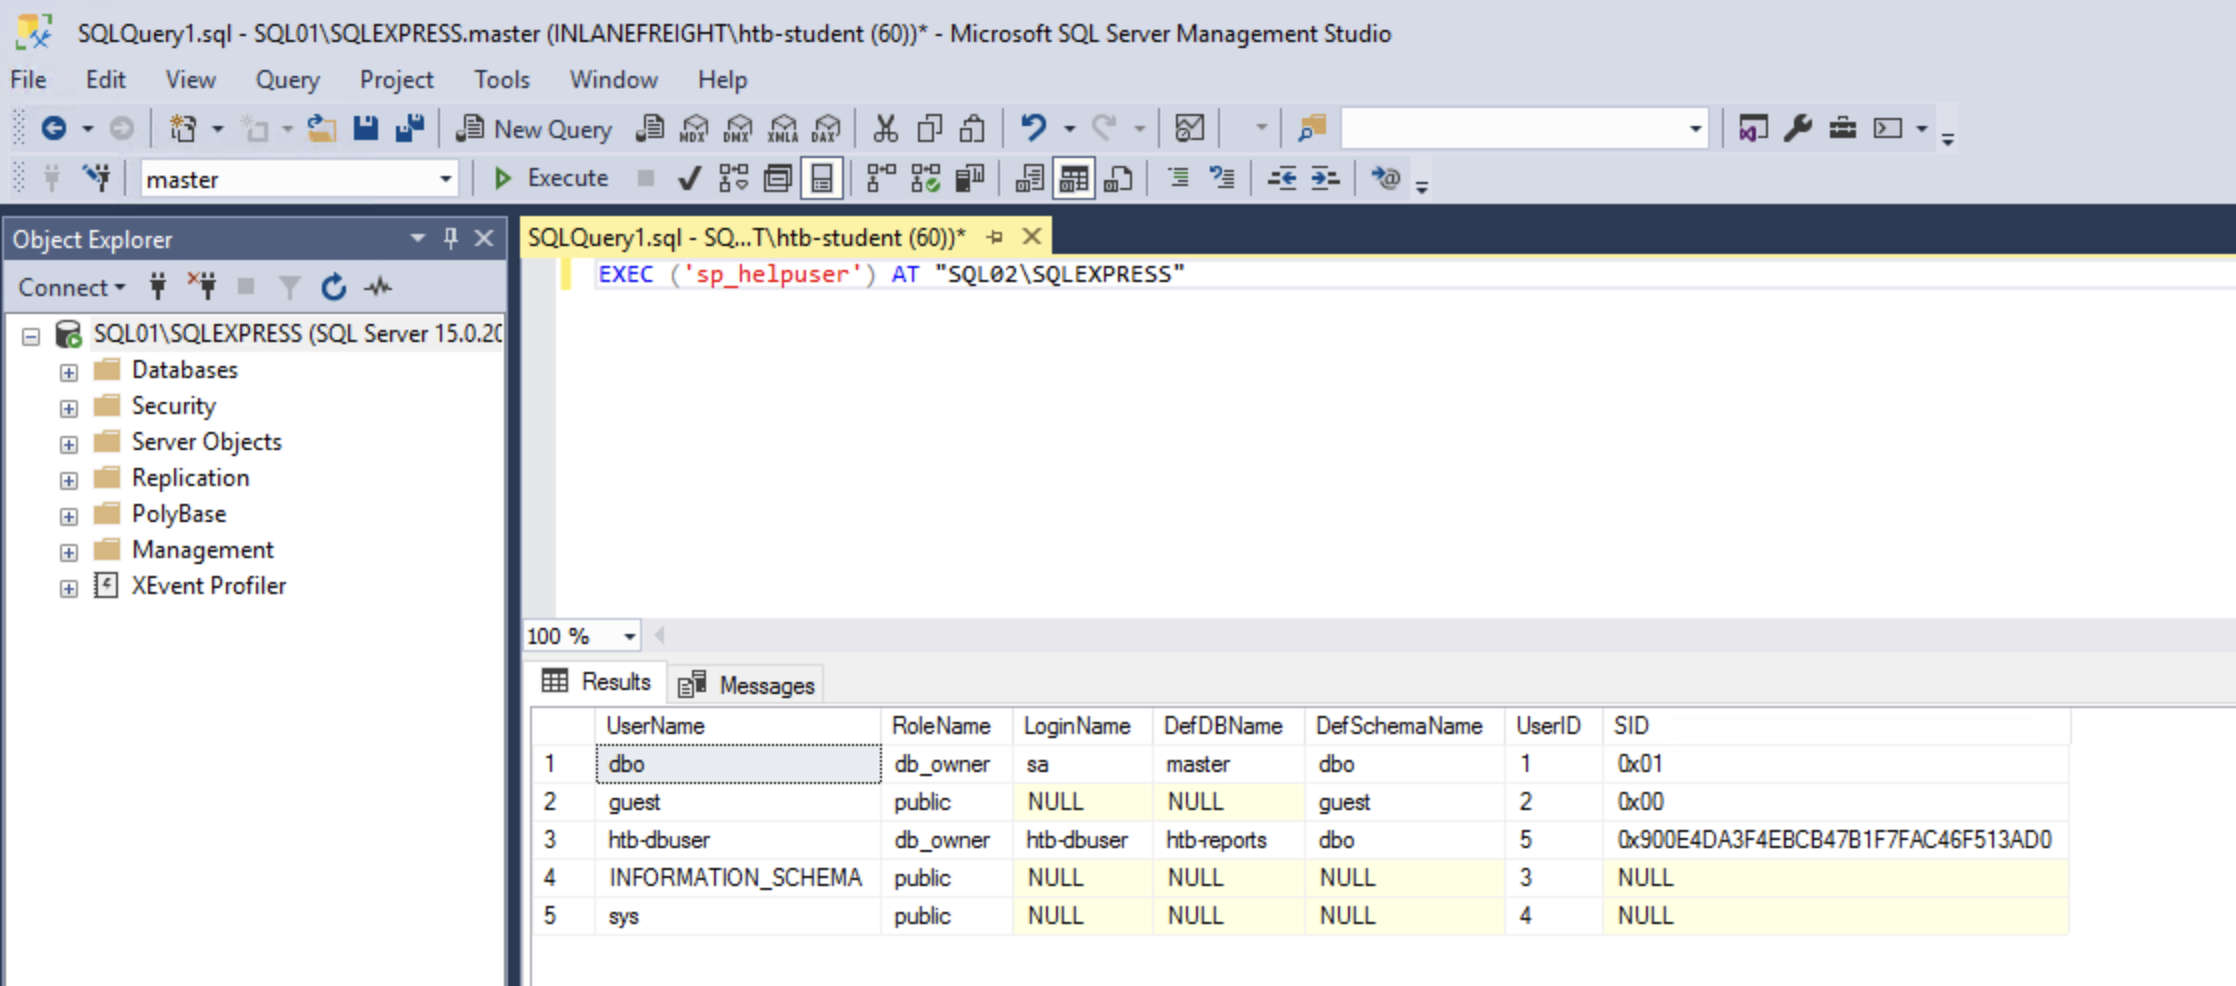 SQLQuery1.sql - SQL01\SQLEXPRESS.master (INLANEFREIGHT\htb-student (60))* - Microsoft SQL Server Management Studio
File Edit View Query Project Tools Window Help
New Query MDX DMX XMLA DAX
master Execute
Object Explorer
Connect
SQL01\SQLEXPRESS (SQL Server 15.0.20
Databases
Security
Server Objects
Replication
PolyBase
Management
XEvent Profiler
SQLQuery1.sql - SQ...T\htb-student (60))*
EXEC ('sp_helpuser') AT "SQL02\SQLEXPRESS"
100 %
Results Messages
UserName RoleName LoginName DefDBName DefSchemaName UserID SID
1 dbo db_owner sa master dbo 1 0x01
2 guest public NULL NULL guest 2 0x00
3 htb-dbuser db_owner htb-dbuser htb-reports dbo 5 0x900E4DA3F4EBCB47B1F7FAC46F513AD0
4 INFORMATION_SCHEMA public NULL NULL NULL 3 NULL
5 sys public NULL NULL NULL 4 NULL